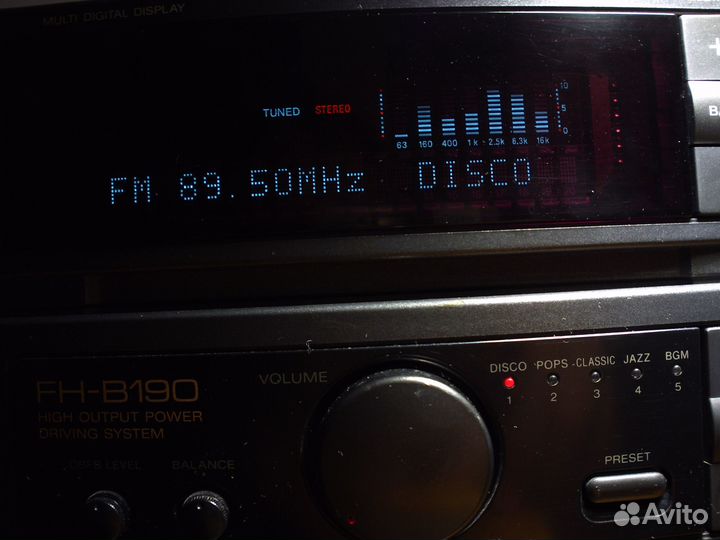 MULTI DIGITAL DISPLAY
TUNED STEREO
10
5
0
63 160 400 1k 2.5k 6.3k 16k
FM 89.50MHz DISCO
FH-B190
HIGH OUTPUT POWER
DRIVING SYSTEM
VOLUME
DISCO POPS CLASSIC JAZZ BGM
1 2 3 4 5
DBFB LEVEL BALANCE
PRESET
Avito